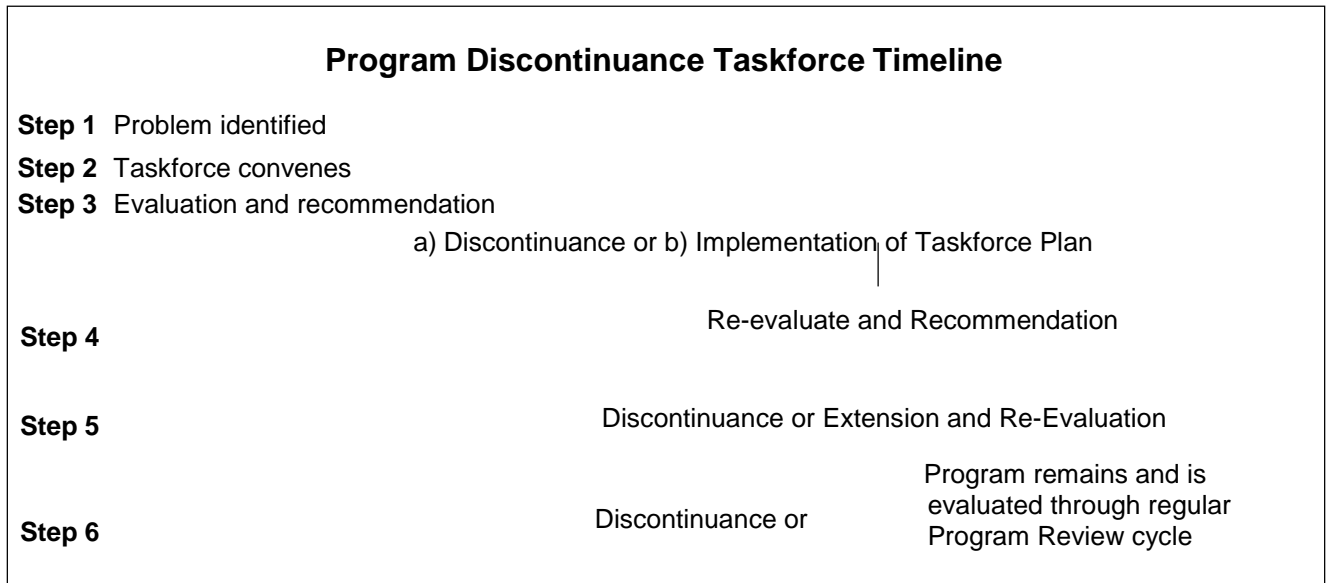 Program Discontinuance Taskforce Timeline
Step 1 Problem identified
Step 2 Taskforce convenes
Step 3 Evaluation and recommendation
a) Discontinuance or b) Implementation of Taskforce Plan
Step 4 Re-evaluate and Recommendation
Step 5 Discontinuance or Extension and Re-Evaluation
Step 6 Discontinuance or
Program remains and is
evaluated through regular
Program Review cycle